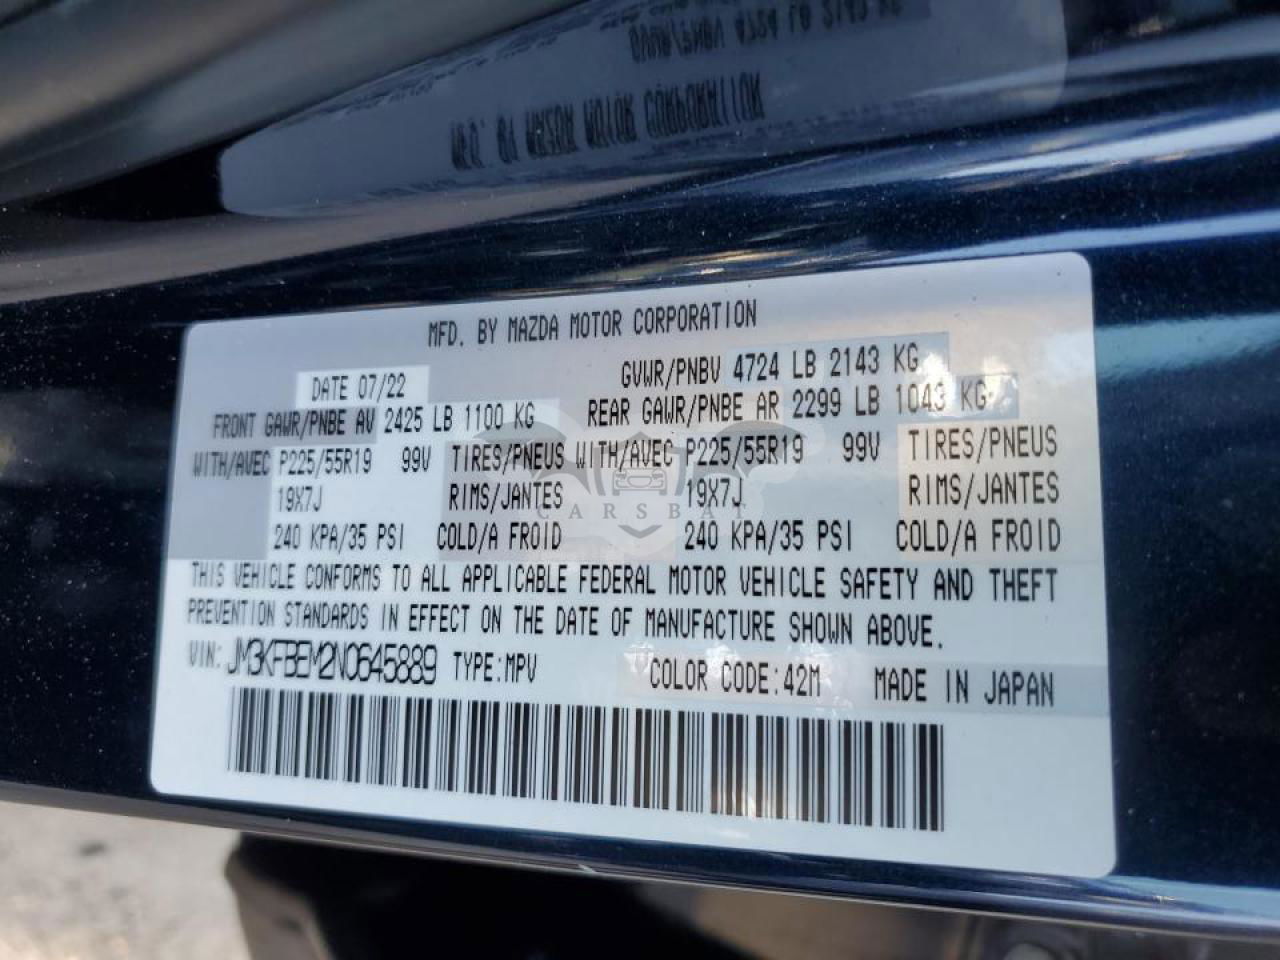 MFD. BY MAZDA MOTOR CORPORATION
DATE 07/22 GVWR/PNBV 4724 LB 2143 KG
FRONT GAWR/PNBE AV 2425 LB 1100 KG REAR GAWR/PNBE AR 2299 LB 1043 KG
WITH/AVEC P225/55R19 99V TIRES/PNEUS WITH/AVEC P225/55R19 99V TIRES/PNEUS
19X7J RIMS/JANTES 19X7J RIMS/JANTES
240 KPA/35 PSI COLD/A FROID 240 KPA/35 PSI COLD/A FROID
THIS VEHICLE CONFORMS TO ALL APPLICABLE FEDERAL MOTOR VEHICLE SAFETY AND THEFT
PREVENTION STANDARDS IN EFFECT ON THE DATE OF MANUFACTURE SHOWN ABOVE.
VIN: JM3KFBEM2N0645889 TYPE:MPV COLOR CODE:42M MADE IN JAPAN
CARSBAT